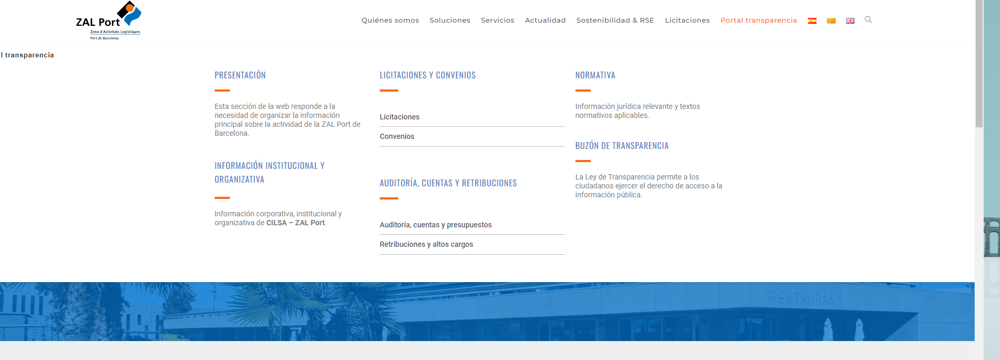 ZAL Port
Zona d'Activitats Logístiques
Port de Barcelona
Quiénes somos
Soluciones
Servicios
Actualidad
Sostenibilidad & RSE
Licitaciones
Portal transparencia
l transparencia
PRESENTACIÓN
Esta sección de la web responde a la
necesidad de organizar la información
principal sobre la actividad de la ZAL Port de
Barcelona.
INFORMACIÓN INSTITUCIONAL Y
ORGANIZATIVA
Información corporativa, institucional y
organizativa de CILSA – ZAL Port.
LICITACIONES Y CONVENIOS
Licitaciones
Convenios
AUDITORÍA, CUENTAS Y RETRIBUCIONES
Auditoría, cuentas y presupuestos
Retribuciones y altos cargos
NORMATIVA
Información jurídica relevante y textos
normativos aplicables.
BUZÓN DE TRANSPARENCIA
La Ley de Transparencia permite a los
ciudadanos ejercer el derecho de acceso a la
información pública.
RESTAURANT